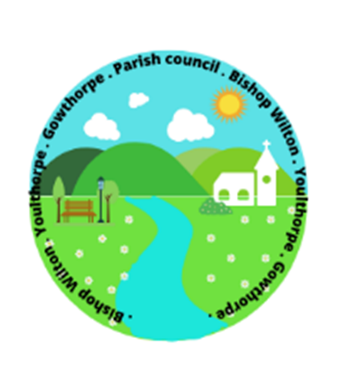 . Bishop Wilton . Youlthorpe . Gowthorpe . Parish council . Bishop Wilton . Youlthorpe . Gowthorpe .